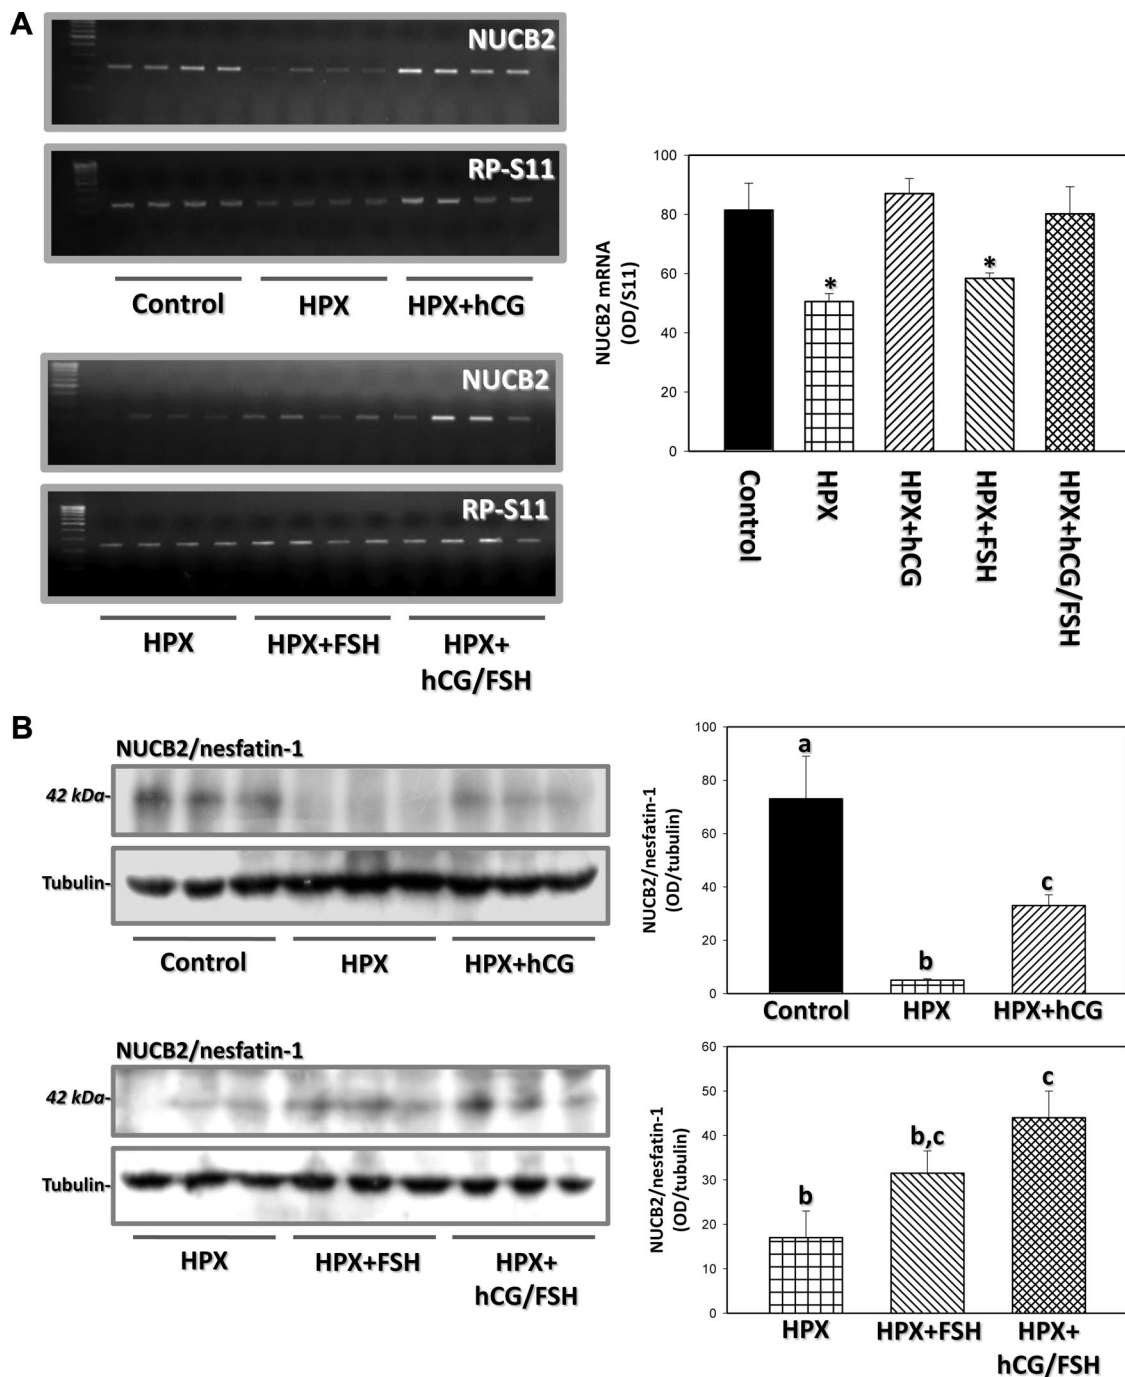 A
NUCB2
RP-S11
Control HPX HPX+hCG
NUCB2
RP-S11
HPX HPX+FSH HPX+
hCG/FSH
NUCB2 mRNA
(OD/S11)
100
80
60
40
20
0
* *
Control
HPX
HPX+hCG
HPX+FSH
HPX+hCG/FSH
B
NUCB2/nesfatin-1
42 kDa-
Tubulin-
Control HPX HPX+hCG
NUCB2/nesfatin-1
42 kDa-
Tubulin-
HPX HPX+FSH HPX+
hCG/FSH
NUCB2/nesfatin-1
(OD/tubulin)
100
80
60
40
20
0
a
b
c
Control HPX HPX+hCG
NUCB2/nesfatin-1
(OD/tubulin)
60
50
40
30
20
10
0
b
b,c
c
HPX HPX+FSH HPX+
hCG/FSH